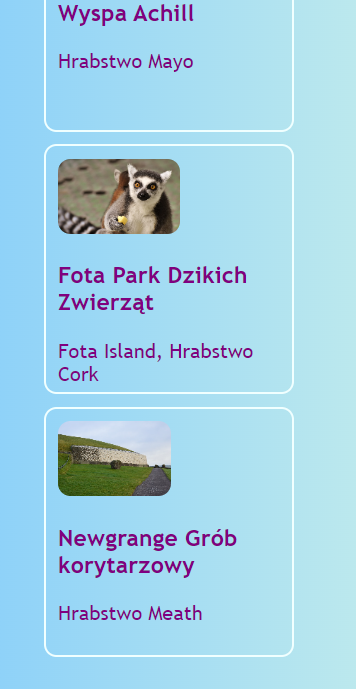 Wyspa Achill
Hrabstwo Mayo
Fota Park Dzikich
Zwierząt
Fota Island, Hrabstwo
Cork
Newgrange Grób
korytarzowy
Hrabstwo Meath